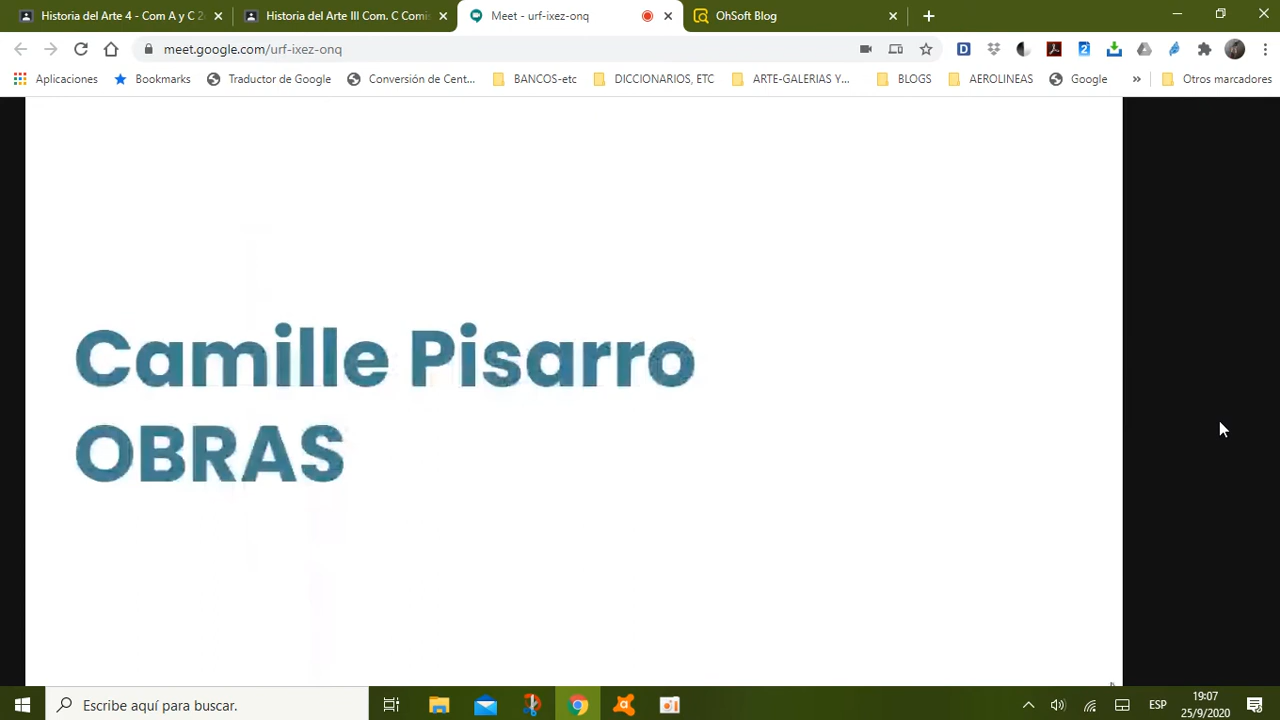 Historia del Arte 4 - Com A y C 2
Historia del Arte III Com. C Comis
Meet - urf-ixez-onq
OhSoft Blog
meet.google.com/urf-ixez-onq
Aplicaciones
Bookmarks
Traductor de Google
Conversión de Gent...
BANCOS-etc
DICCIONARIOS, ETC
ARTE-GALERIAS Y...
BLOGS
AEROLINEAS
Google
»
Otros marcadores
Camille Pisarro
OBRAS
Escribe aquí para buscar.
ESP
19:07
25/9/2020